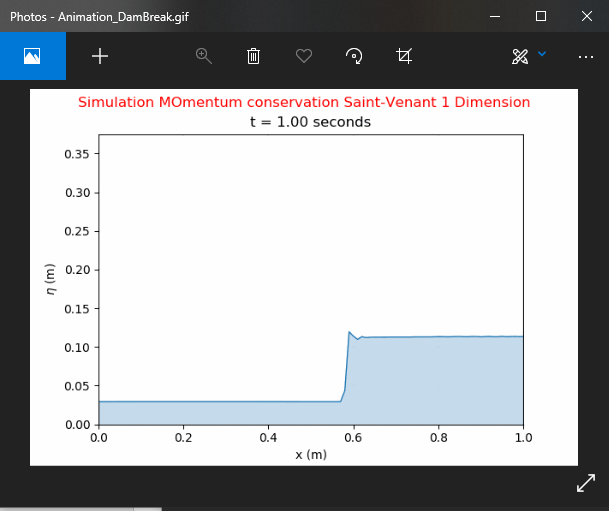 Photos - Animation_DamBreak.gif
Simulation MOmentum conservation Saint-Venant 1 Dimension
t = 1.00 seconds
0.35
0.30
0.25
0.20
0.15
0.10
0.05
0.00
η (m)
0.0 0.2 0.4 0.6 0.8 1.0
x (m)